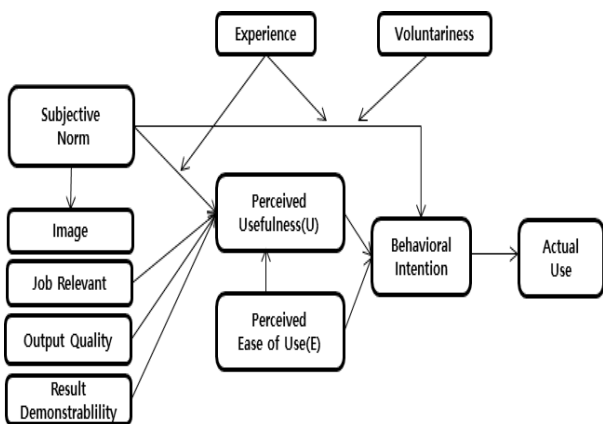 Experience
Voluntariness
Subjective
Norm
Image
Job Relevant
Output Quality
Result
Demonstrablility
Perceived
Usefulness(U)
Perceived
Ease of Use(E)
Behavioral
Intention
Actual
Use